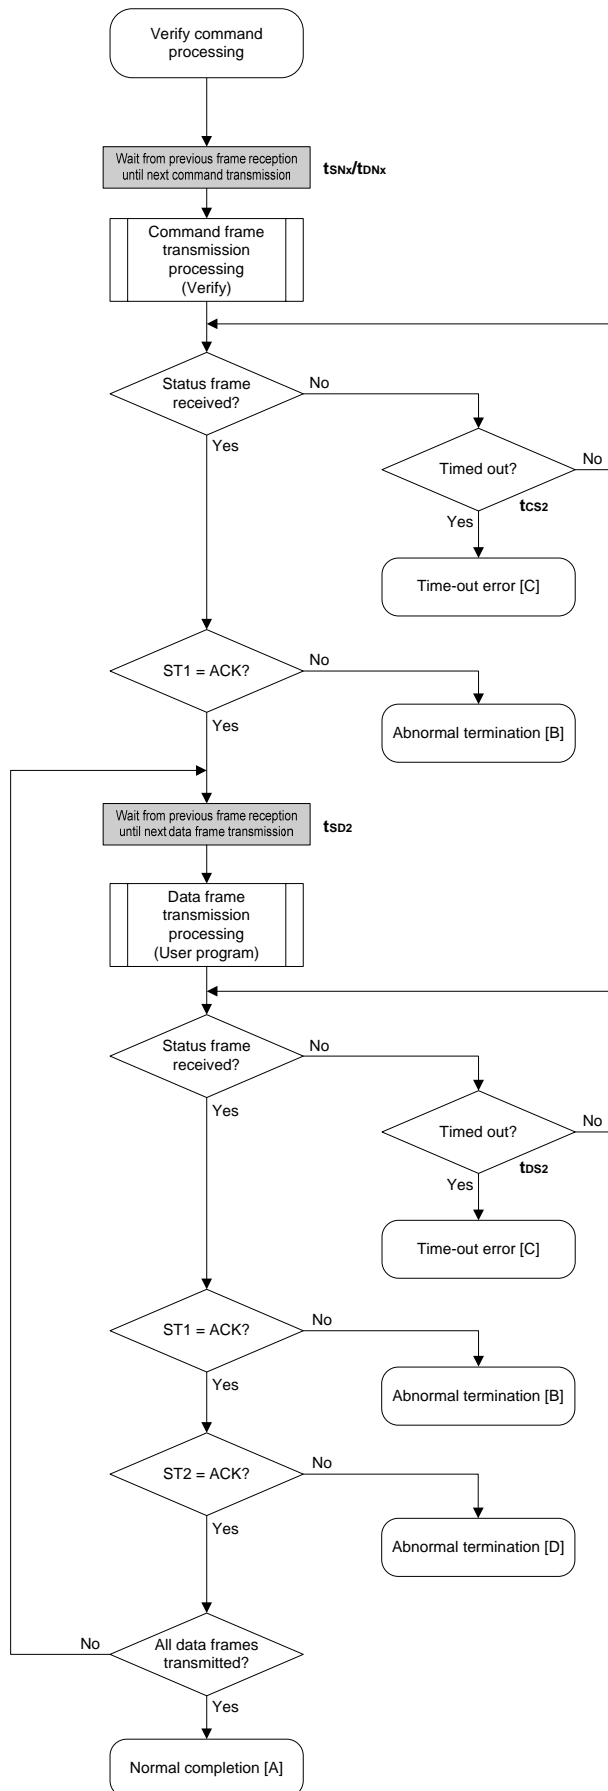 Verify command
processing
Wait from previous frame reception
until next command transmission
tSNx/tDNx
Command frame
transmission
processing
(Verify)
Status frame
received?
No
Yes
Timed out?
No
tCS2
Yes
Time-out error [C]
ST1 = ACK?
No
Yes
Abnormal termination [B]
Wait from previous frame reception
until next data frame transmission
tSD2
Data frame
transmission
processing
(User program)
Status frame
received?
No
Yes
Timed out?
No
tDS2
Yes
Time-out error [C]
ST1 = ACK?
No
Yes
Abnormal termination [B]
ST2 = ACK?
No
Yes
Abnormal termination [D]
No
All data frames
transmitted?
Yes
Normal completion [A]